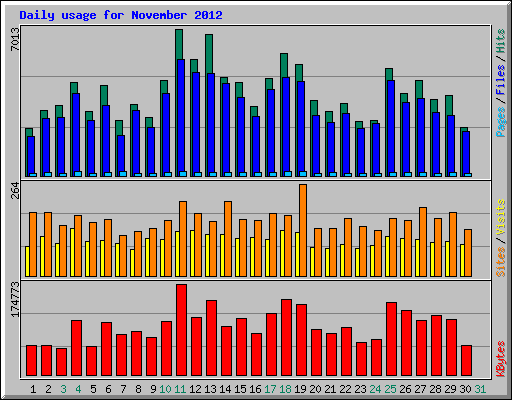 Daily usage for November 2012
7013
Pages / Files / Hits
264
Sites / Visits
174773
KBytes
1 2 3 4 5 6 7 8 9 10 11 12 13 14 15 16 17 18 19 20 21 22 23 24 25 26 27 28 29 30 31